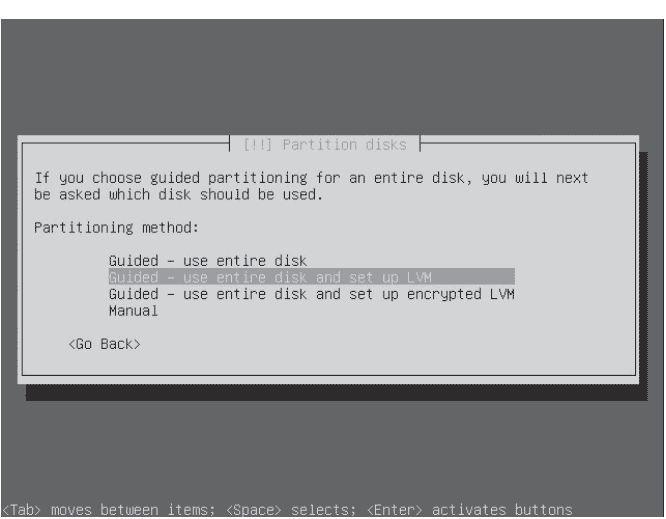 [!!] Partition disks
If you choose guided partitioning for an entire disk, you will next
be asked which disk should be used.
Partitioning method:
Guided – use entire disk
Guided – use entire disk and set up LVM
Guided – use entire disk and set up encrypted LVM
Manual
<Go Back>
<Tab> moves between items; <Space> selects; <Enter> activates buttons